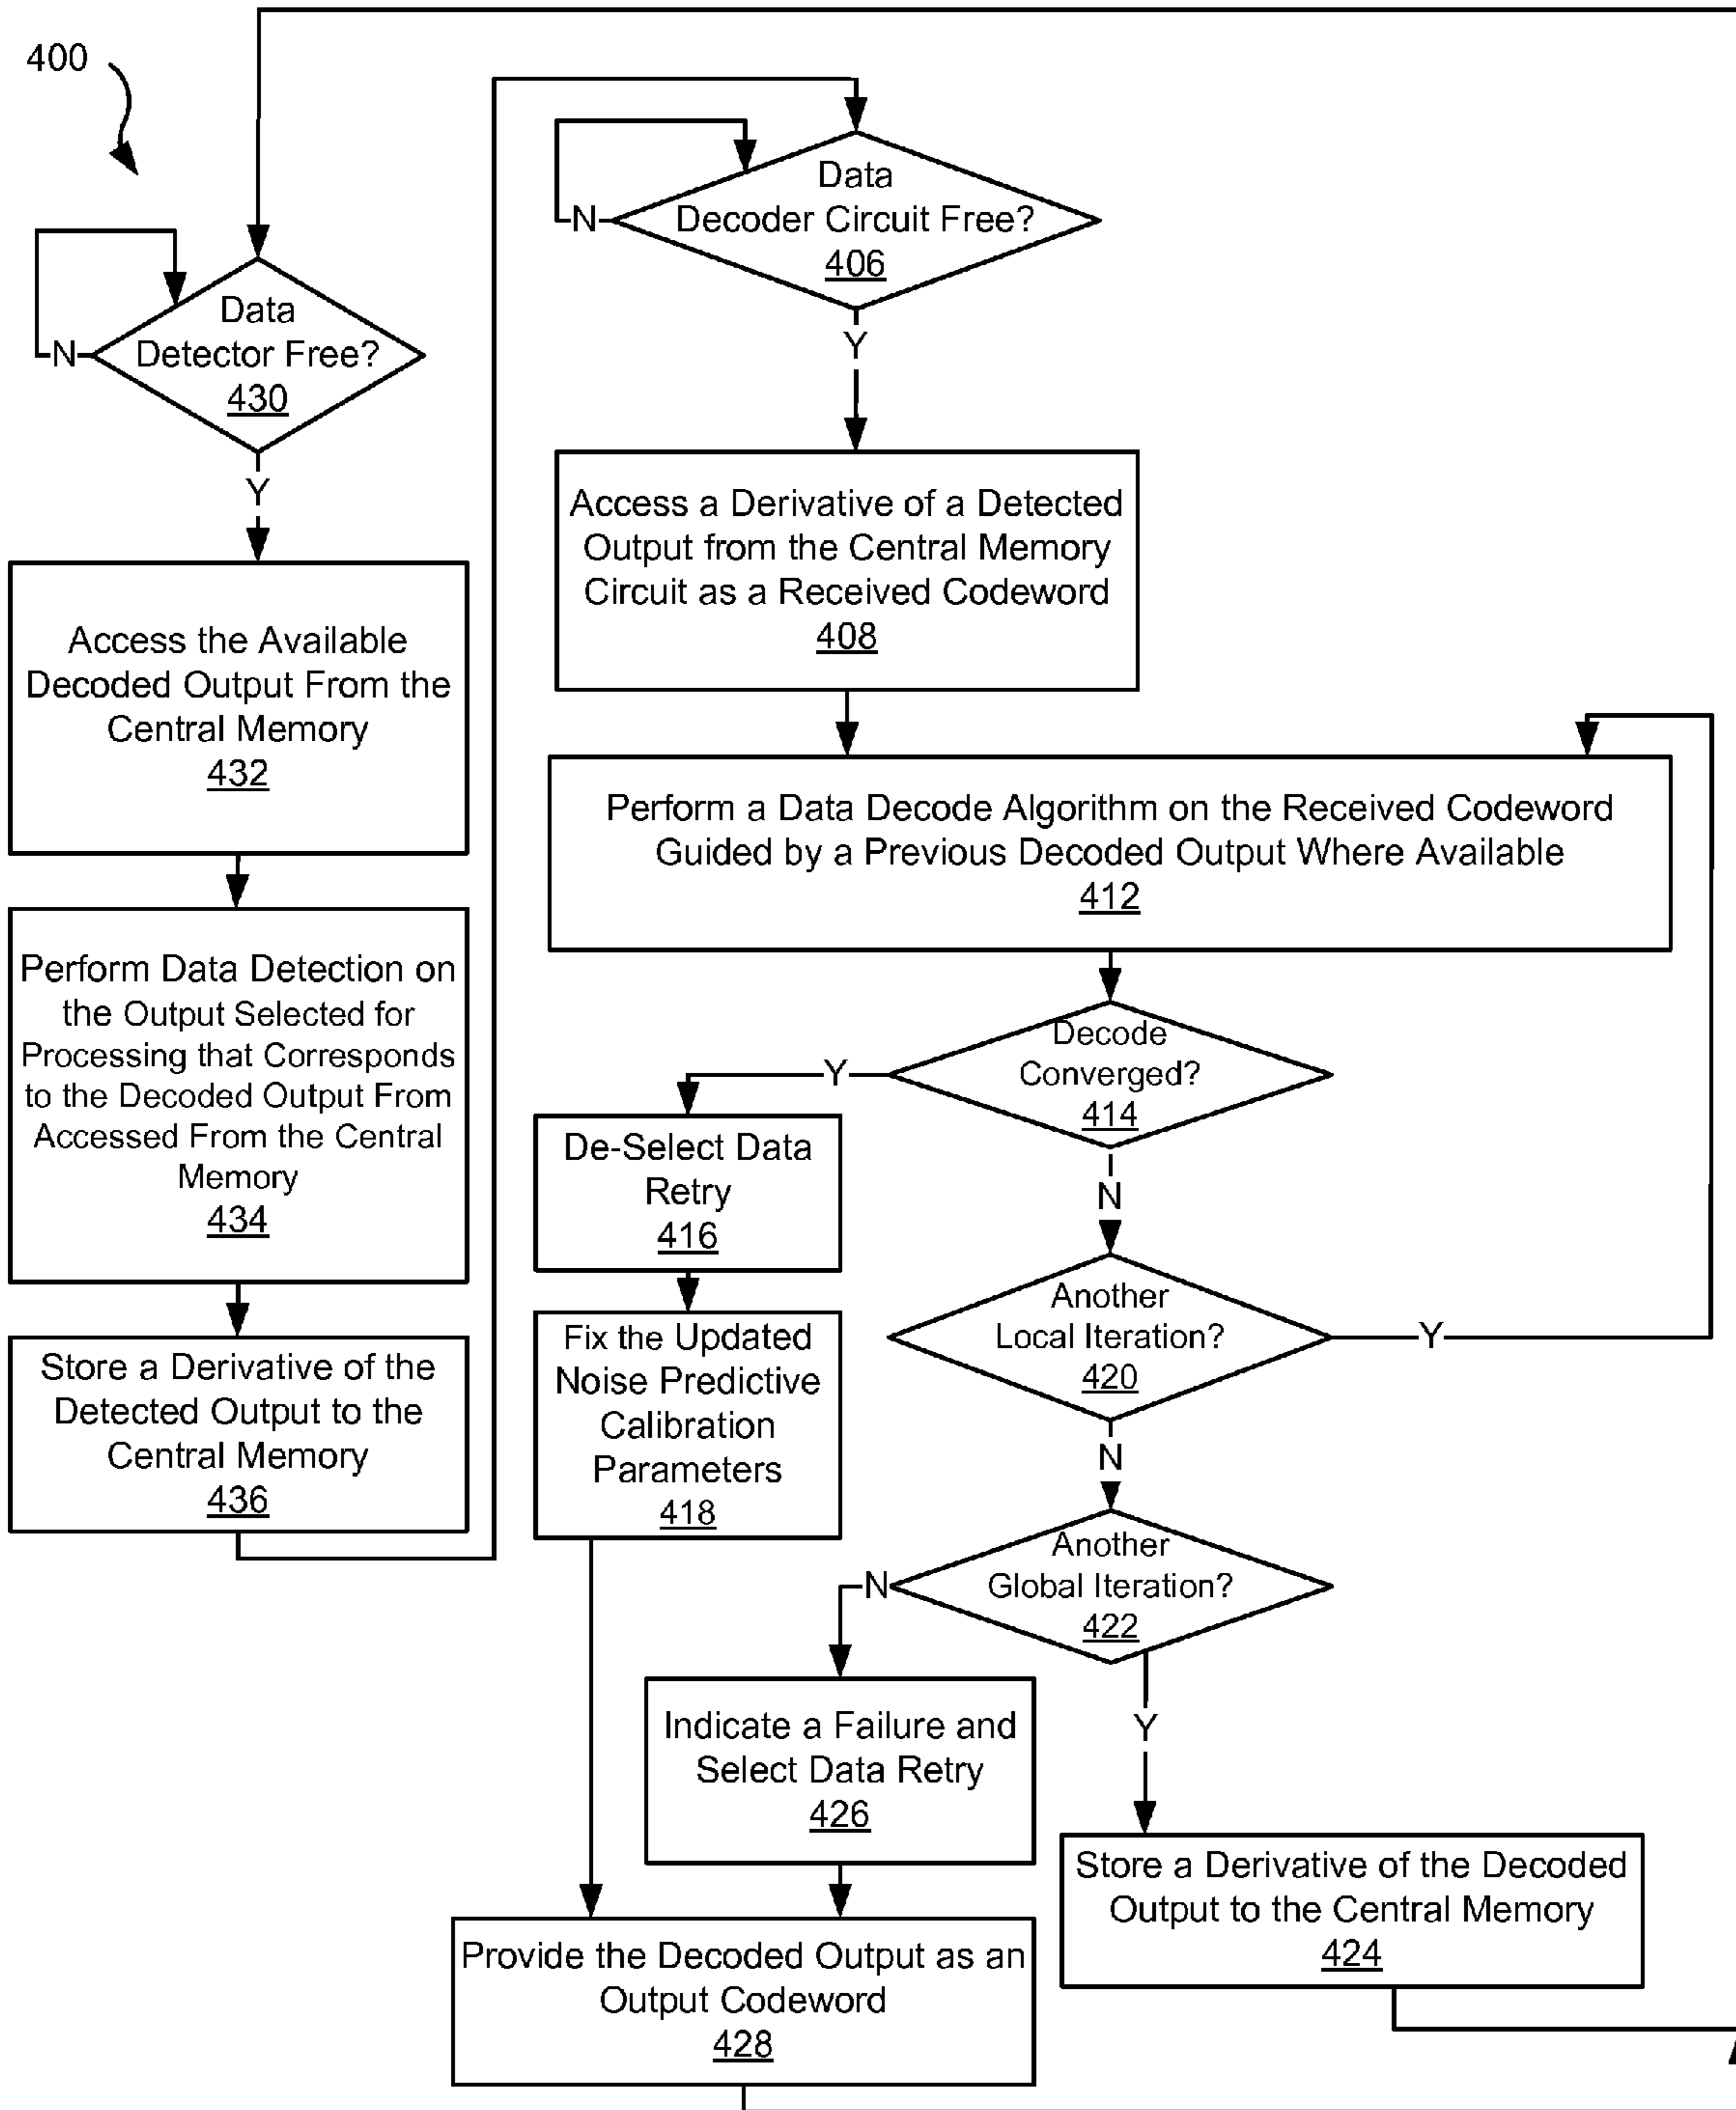 400
Data
Detector Free?
430
N
Y
Access the Available
Decoded Output From the
Central Memory
432
Perform Data Detection on
the Output Selected for
Processing that Corresponds
to the Decoded Output From
Accessed From the Central
Memory
434
Store a Derivative of the
Detected Output to the
Central Memory
436
Data
Decoder Circuit Free?
406
N
Y
Access a Derivative of a Detected
Output from the Central Memory
Circuit as a Received Codeword
408
Perform a Data Decode Algorithm on the Received Codeword
Guided by a Previous Decoded Output Where Available
412
Decode
Converged?
414
Y
N
De-Select Data
Retry
416
Fix the Updated
Noise Predictive
Calibration
Parameters
418
Another
Local Iteration?
420
Y
N
Another
Global Iteration?
422
N
Y
Indicate a Failure and
Select Data Retry
426
Store a Derivative of the Decoded
Output to the Central Memory
424
Provide the Decoded Output as an
Output Codeword
428